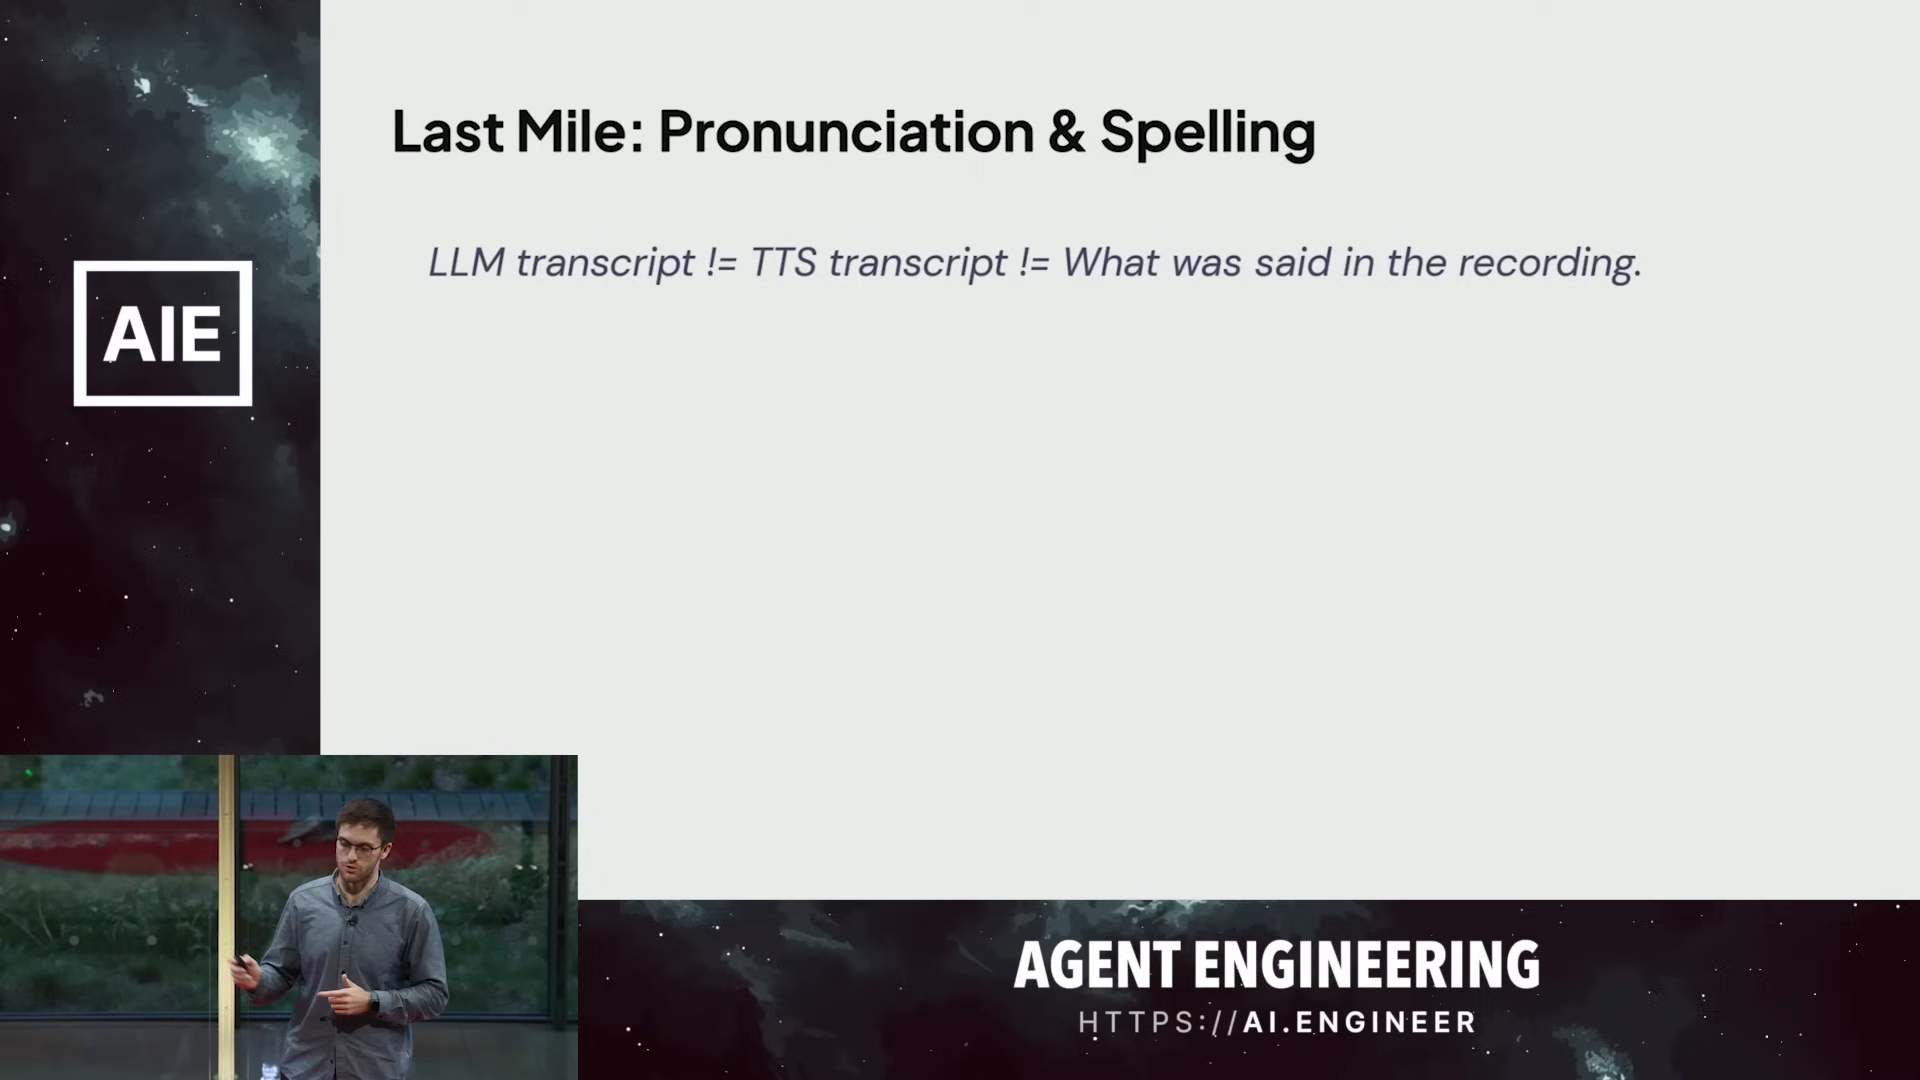 Last Mile: Pronunciation & Spelling
LLM transcript != TTS transcript != What was said in the recording.
AIE
AGENT ENGINEERING
HTTPS://AI.ENGINEER